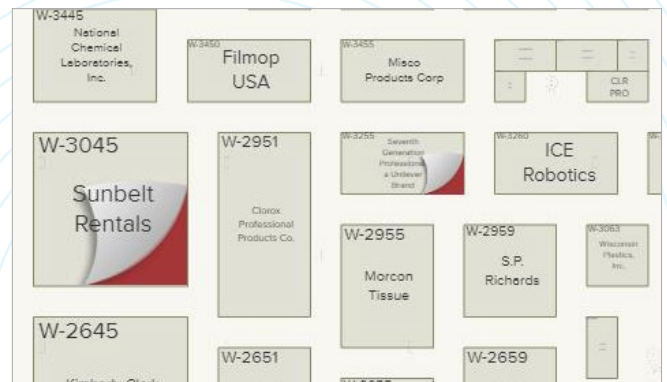 W-3445
National
Chemical
Laboratories,
Inc.
W-3450
Filmop
USA
W-3455
Misco
Products Corp
CLR
PRO
W-3045
Sunbelt
Rentals
W-2951
Clorox
Professional
Products Co.
W-3255
Seventh
Generation
Professional
a Unilever
Brand
W-3260
ICE
Robotics
W-
W-2955
Morcon
Tissue
W-2959
S.P.
Richards
W-3063
Wisconsin
Plastics,
Inc.
W-2645
W-2651
W-2659